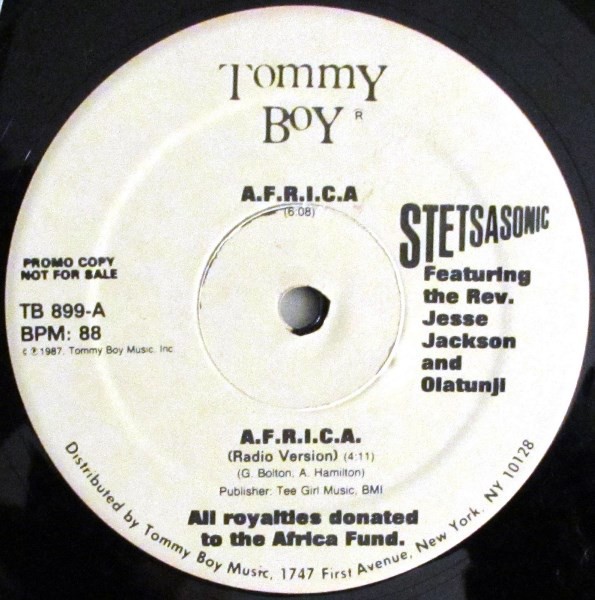 Tommy
Boy ®
A.F.R.I.C.A
(6:08)
STETSASONIC
Featuring
the Rev.
Jesse
Jackson
and
Olatunji
PROMO COPY
NOT FOR SALE
TB 899-A
BPM: 88
© ℗ 1987, Tommy Boy Music, Inc.
A.F.R.I.C.A.
(Radio Version) (4:11)
(G. Bolton, A. Hamilton)
Publisher: Tee Girl Music, BMI
All royalties donated
to the Africa Fund.
Distributed by Tommy Boy Music, 1747 First Avenue, New York, NY 10128